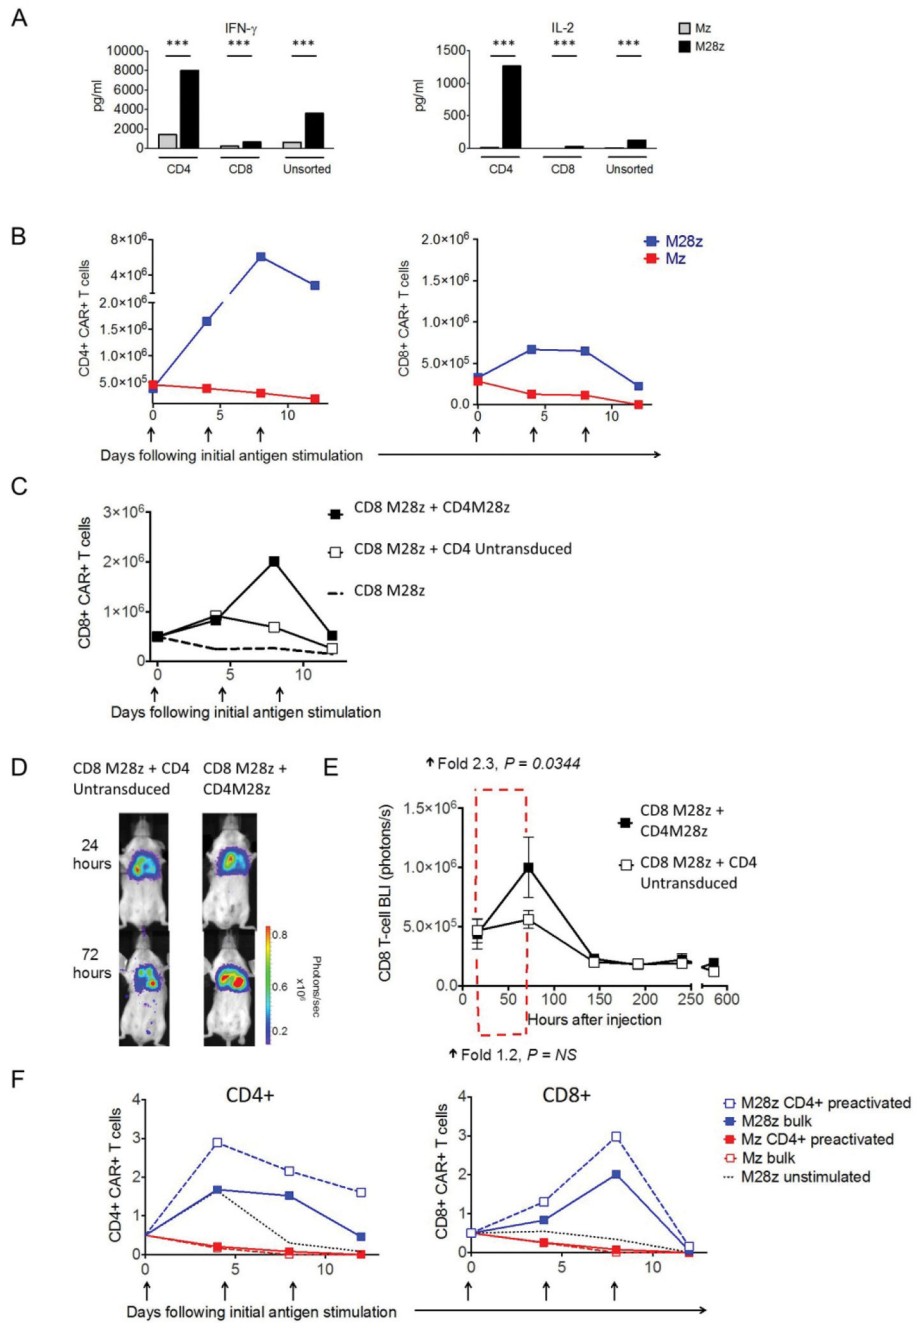 A
IFN-γ
IL-2
Mz
M28z
*** *** ***
*** *** ***
pg/ml
10000
8000
6000
4000
2000
0
CD4 CD8 Unsorted
pg/ml
1500
1000
500
0
CD4 CD8 Unsorted
B
CD4+ CAR+ T cells
8×10⁶
6×10⁶
4×10⁶
2.0×10⁶
1.5×10⁶
1.0×10⁶
5.0×10⁵
0 5 10
CD8+ CAR+ T cells
2.0×10⁶
1.5×10⁶
1.0×10⁶
5.0×10⁵
0.0
0 5 10
M28z
Mz
Days following initial antigen stimulation
C
CD8+ CAR+ T cells
3×10⁶
2×10⁶
1×10⁶
0
0 5 10
CD8 M28z + CD4M28z
CD8 M28z + CD4 Untransduced
CD8 M28z
Days following initial antigen stimulation
D
CD8 M28z + CD4
Untransduced
CD8 M28z +
CD4M28z
24
hours
72
hours
0.8
0.6
0.2
Photons/sec
x10⁶
E
↑ Fold 2.3, P = 0.0344
CD8 T-cell BLI (photons/s)
1.5×10⁶
1.0×10⁶
5.0×10⁵
0.0
0 50 100 150 200 250 600
Hours after injection
CD8 M28z +
CD4M28z
CD8 M28z + CD4
Untransduced
↑ Fold 1.2, P = NS
F
CD4+
CD4+ CAR+ T cells
4
3
2
1
0
0 5 10
CD8+
CD8+ CAR+ T cells
4
3
2
1
0
0 5 10
M28z CD4+ preactivated
M28z bulk
Mz CD4+ preactivated
Mz bulk
M28z unstimulated
Days following initial antigen stimulation